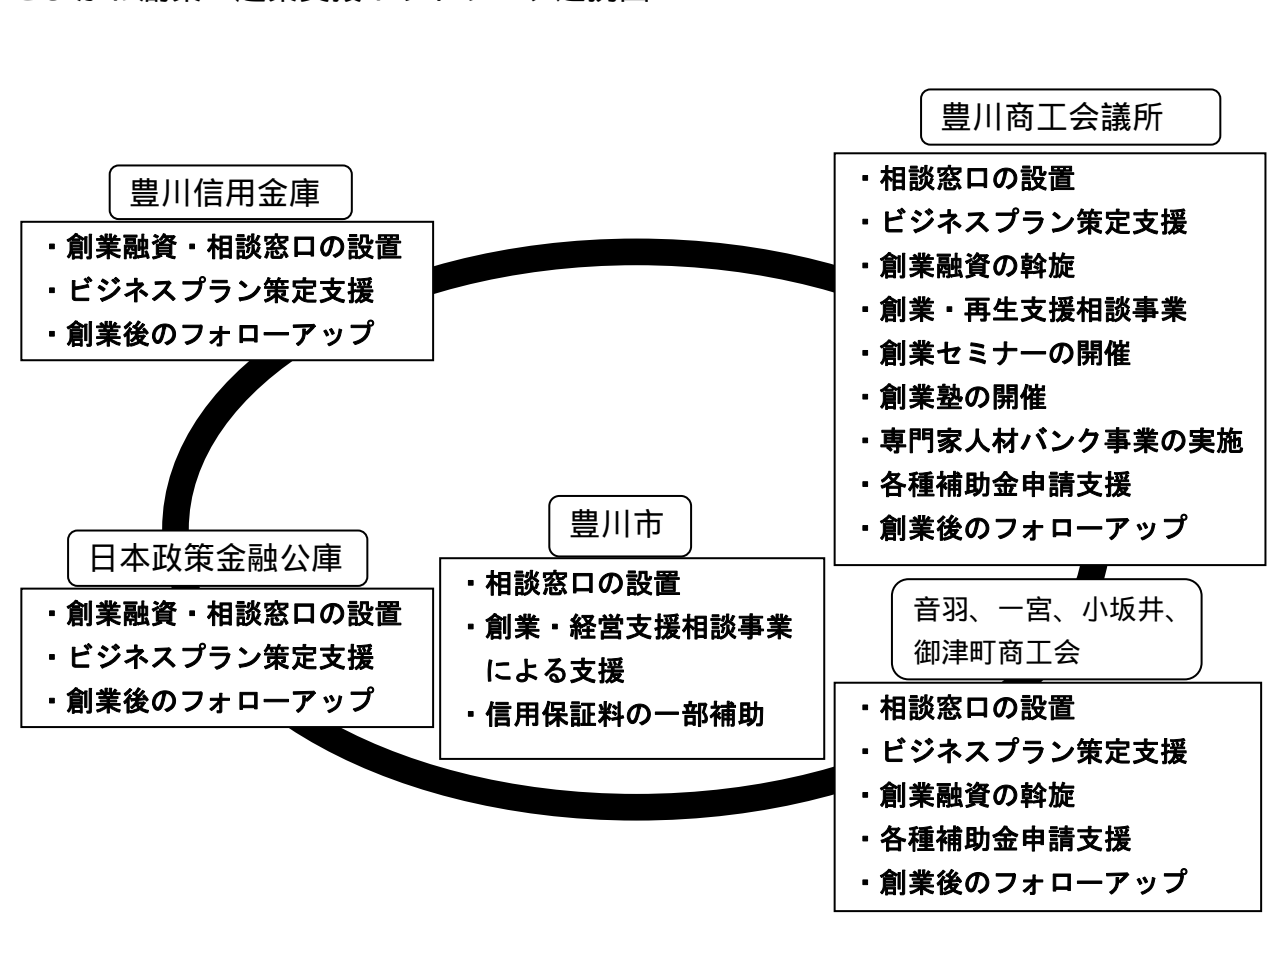 豊川商工会議所
・相談窓口の設置
・ビジネスプラン策定支援
・創業融資の斡旋
・創業・再生支援相談事業
・創業セミナーの開催
・創業塾の開催
・専門家人材バンク事業の実施
・各種補助金申請支援
・創業後のフォローアップ
豊川信用金庫
・創業融資・相談窓口の設置
・ビジネスプラン策定支援
・創業後のフォローアップ
日本政策金融公庫
・創業融資・相談窓口の設置
・ビジネスプラン策定支援
・創業後のフォローアップ
豊川市
・相談窓口の設置
・創業・経営支援相談事業
による支援
・信用保証料の一部補助
音羽、一宮、小坂井、
御津町商工会
・相談窓口の設置
・ビジネスプラン策定支援
・創業融資の斡旋
・各種補助金申請支援
・創業後のフォローアップ